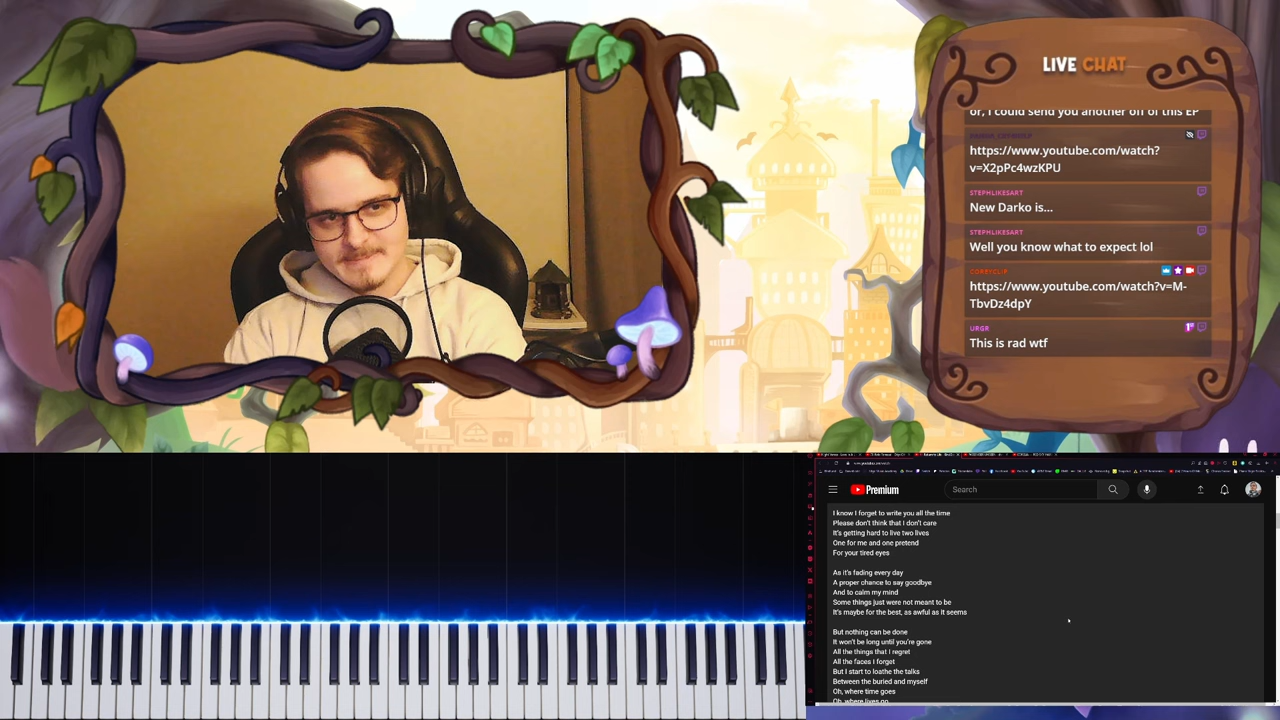 LIVE CHAT
or, I could send you another off of this EP
https://www.youtube.com/watch?
v=X2pPc4wzKPU
STEPHLIKESART
New Darko is...
STEPHLIKESART
Well you know what to expect lol
COREYCLIP
https://www.youtube.com/watch?v=M-
TbvDz4dpY
URGR
This is rad wtf
Premium
Search
I know I forget to write you all the time
Please don't think that I don't care
It's getting hard to live two lives
One for me and one pretend
For your tired eyes
As it's fading every day
A proper chance to say goodbye
And to calm my mind
Some things just were not meant to be
It's maybe for the best, as awful as it seems
But nothing can be done
It won't be long until you're gone
All the things that I regret
All the faces I forget
But I start to loathe the talks
Between the buried and myself
Oh, where time goes
Oh, where lives go